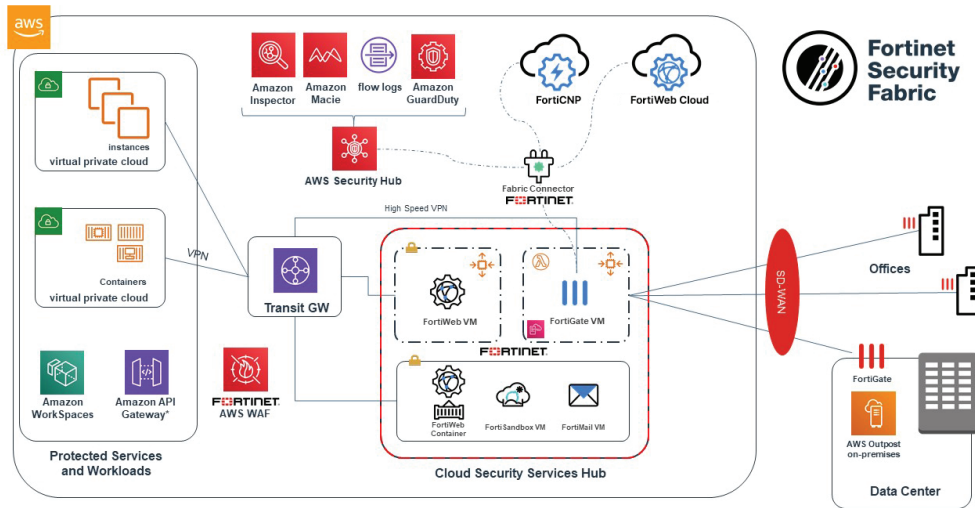 aws
Fortinet
Security
Fabric
Amazon
Inspector
Amazon
Macie
flow logs
Amazon
GuardDuty
FortiCNP
FortiWeb Cloud
instances
virtual private cloud
AWS Security Hub
Fabric Connector
FORTINET
High Speed VPN
VPN
Containers
virtual private cloud
Transit GW
FortiWeb VM
FortiGate VM
FORTINET
SD-WAN
Offices
Amazon
WorkSpaces
Amazon API
Gateway*
FORTINET
AWS WAF
FortiWeb
Container
FortiSandbox VM
FortiMail VM
FortiGate
AWS Outpost
on-premises
Protected Services
and Workloads
Cloud Security Services Hub
Data Center